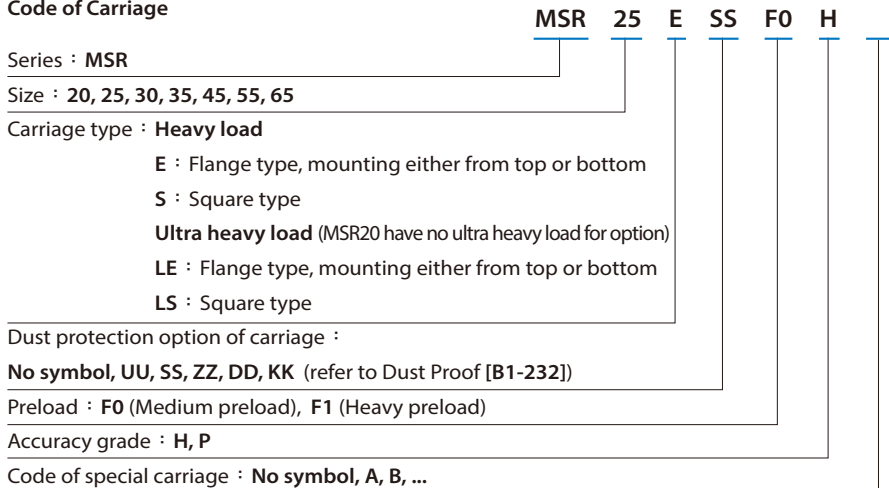 Code of Carriage
MSR 25 E SS F0 H
Series：MSR
Size：20, 25, 30, 35, 45, 55, 65
Carriage type：Heavy load
E：Flange type, mounting either from top or bottom
S：Square type
Ultra heavy load (MSR20 have no ultra heavy load for option)
LE：Flange type, mounting either from top or bottom
LS：Square type
Dust protection option of carriage：
No symbol, UU, SS, ZZ, DD, KK (refer to Dust Proof [B1-232])
Preload：F0 (Medium preload), F1 (Heavy preload)
Accuracy grade：H, P
Code of special carriage：No symbol, A, B, ...